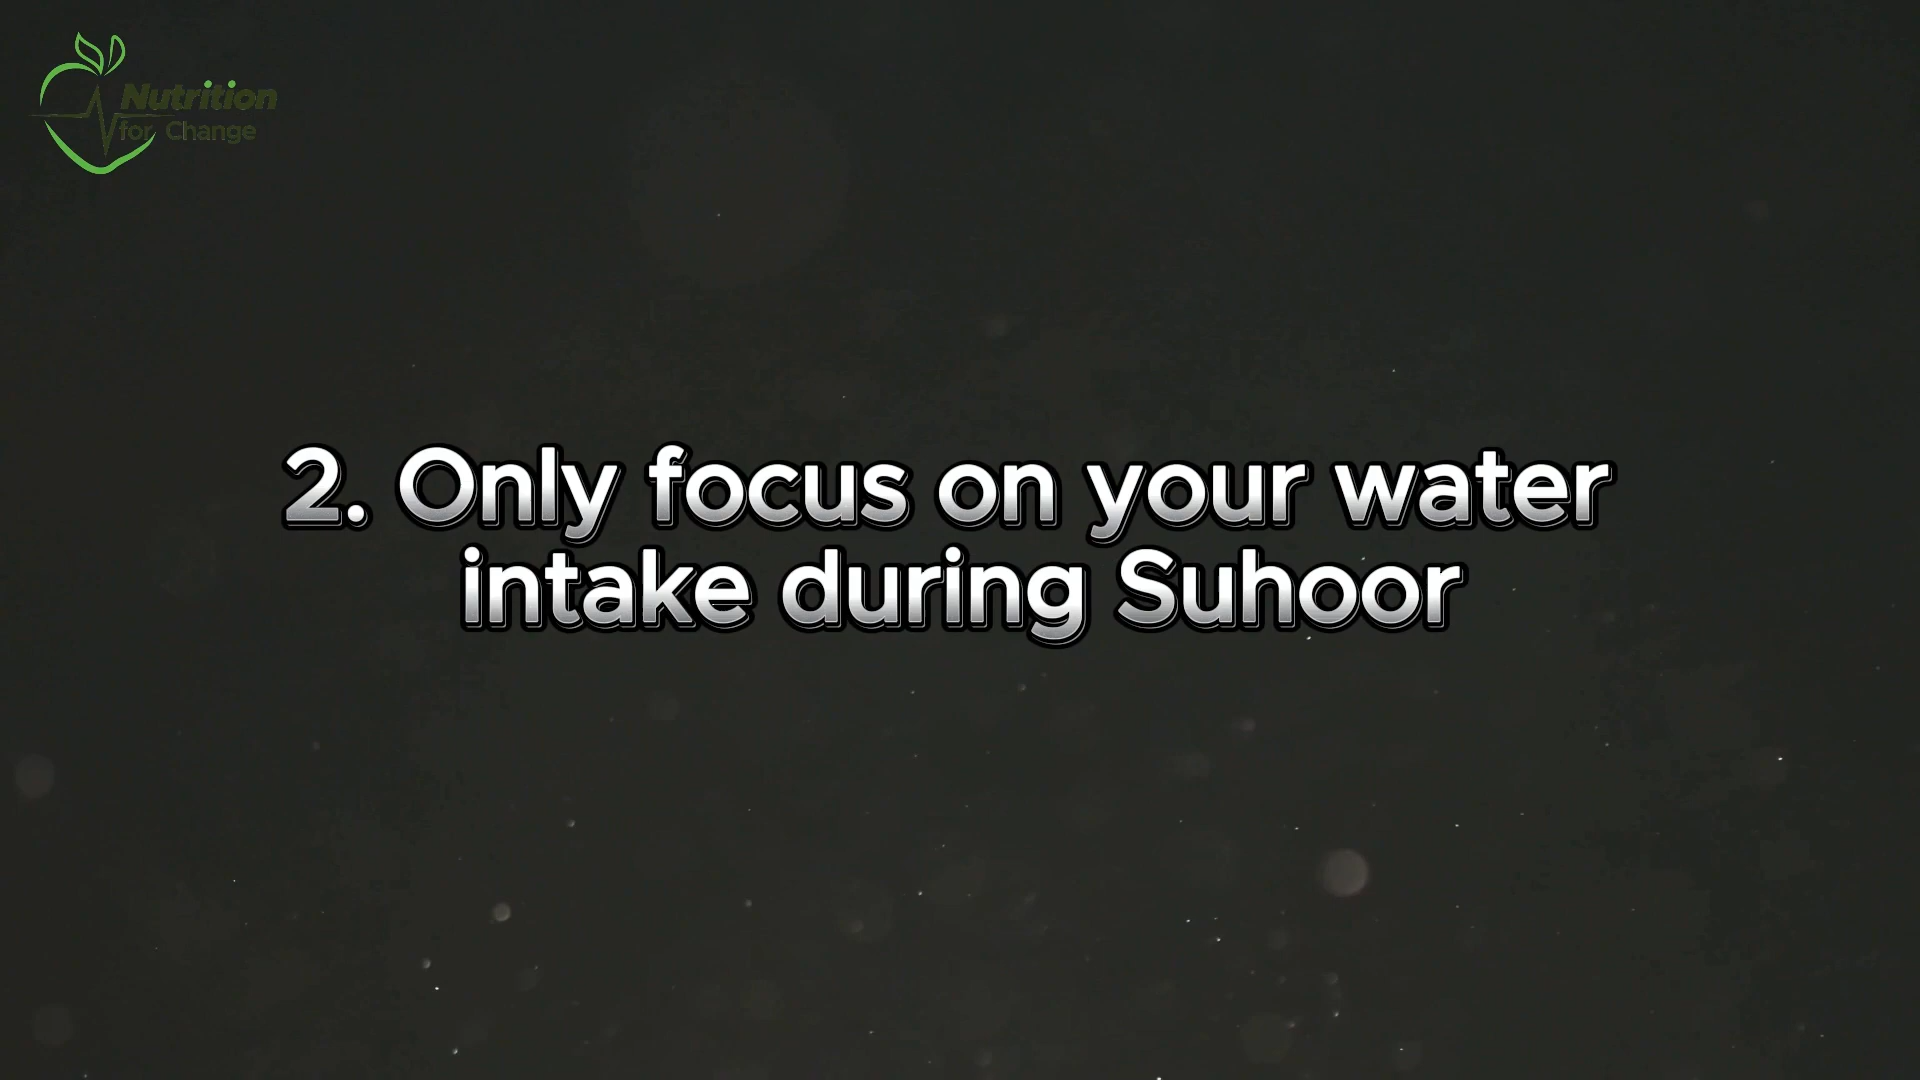 Nutrition
for Change
2. Only focus on your water
intake during Suhoor